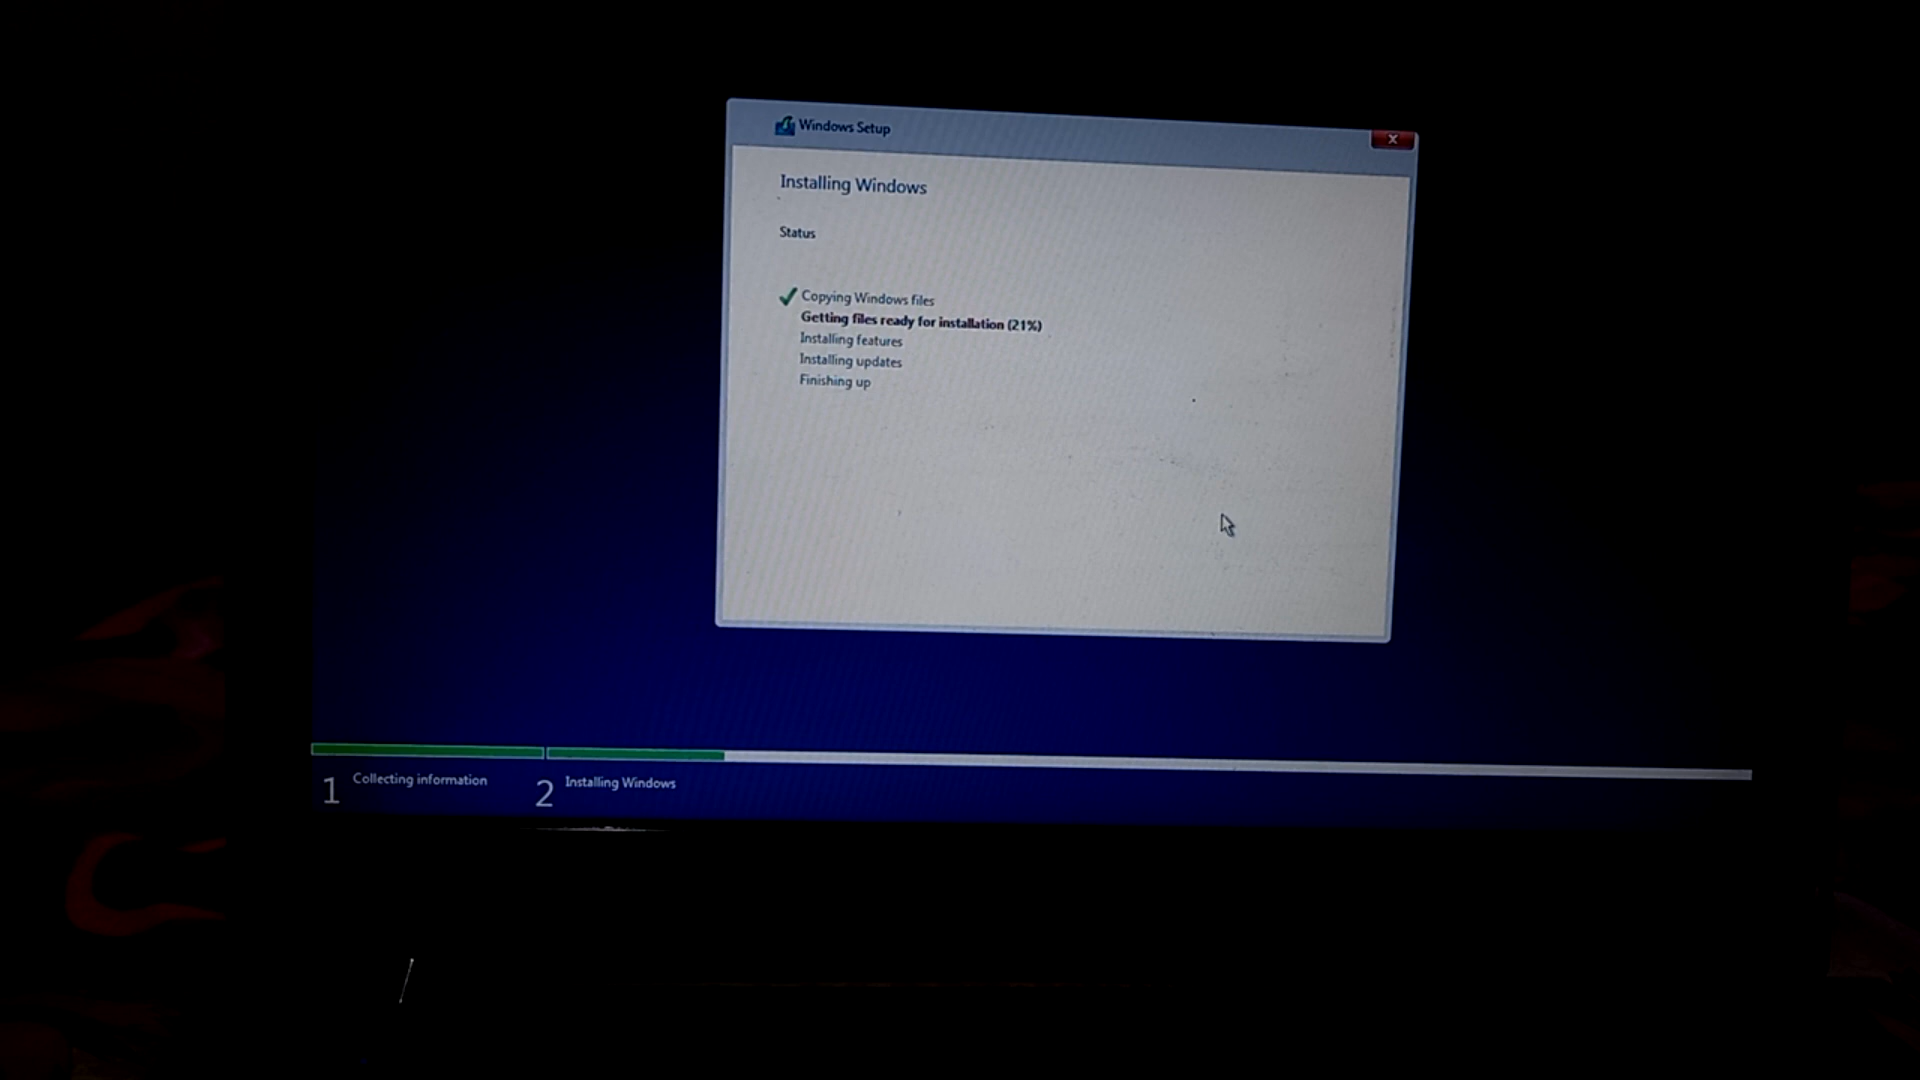 Windows Setup
x
Installing Windows
Status
Copying Windows files
Getting files ready for installation (21%)
Installing features
Installing updates
Finishing up
1 Collecting information
2 Installing Windows